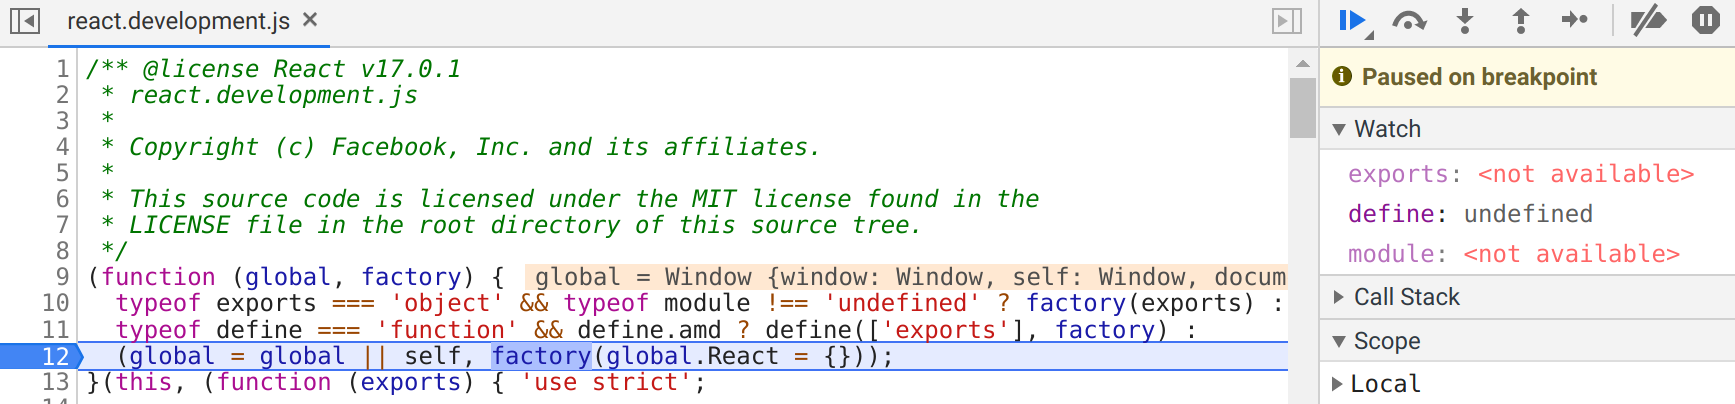 react.development.js ×
1 /** @license React v17.0.1
2  * react.development.js
3  *
4  * Copyright (c) Facebook, Inc. and its affiliates.
5  *
6  * This source code is licensed under the MIT license found in the
7  * LICENSE file in the root directory of this source tree.
8  */
9 (function (global, factory) { global = Window {window: Window, self: Window, docum
10   typeof exports === 'object' && typeof module !== 'undefined' ? factory(exports) :
11   typeof define === 'function' && define.amd ? define(['exports'], factory) :
12   (global = global || self, factory(global.React = {}));
13 }(this, (function (exports) { 'use strict';
Paused on breakpoint
Watch
exports: <not available>
define: undefined
module: <not available>
Call Stack
Scope
Local